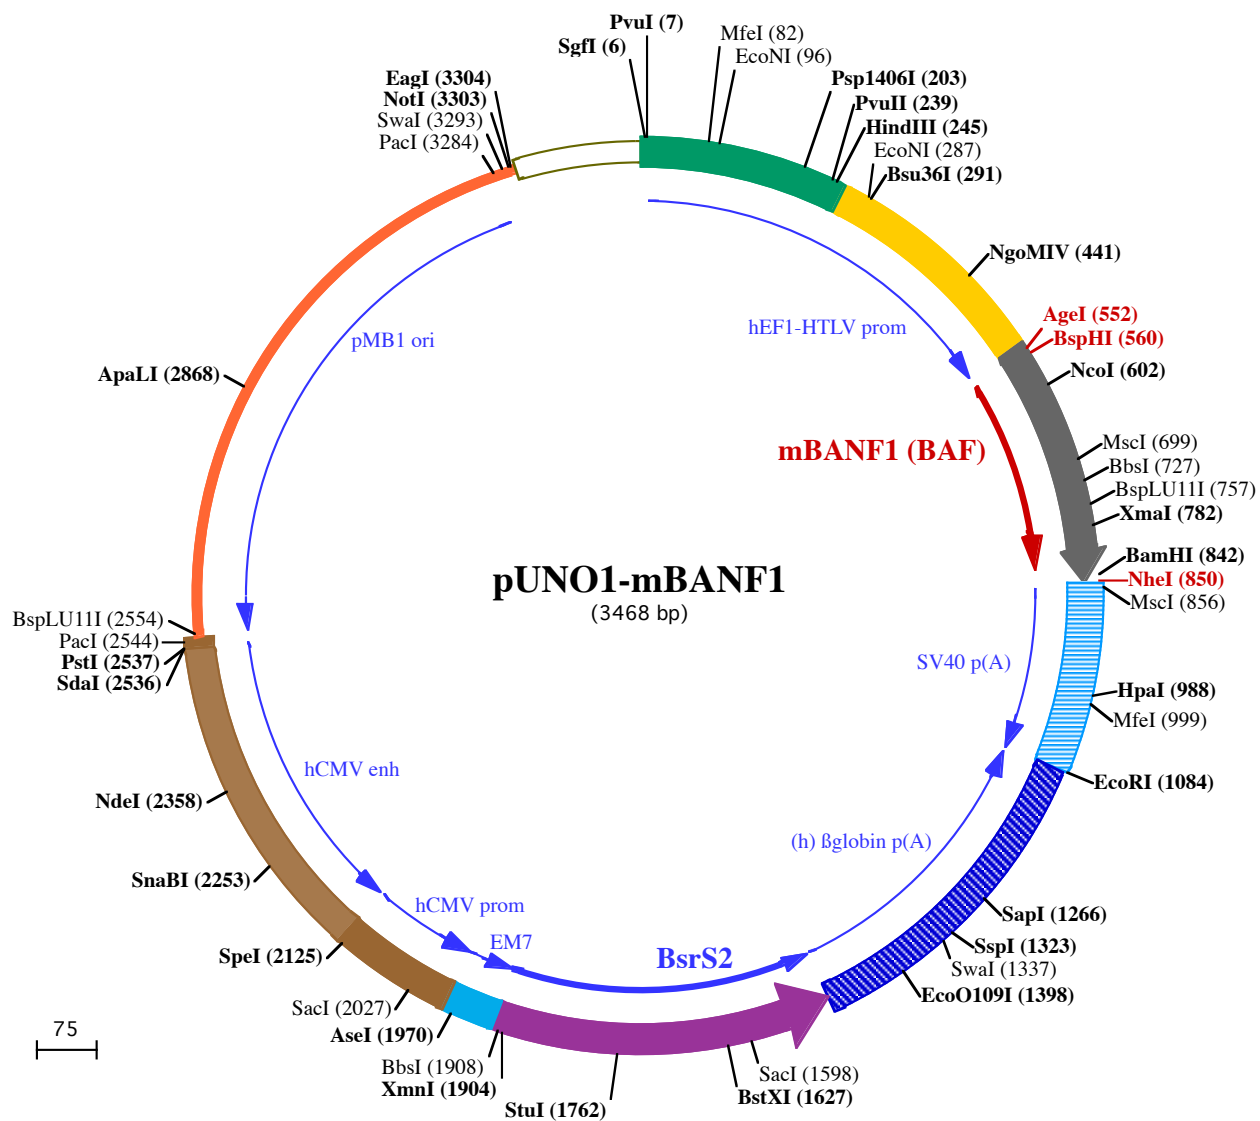 PvuI (7)
SgfI (6)
MfeI (82)
EcoNI (96)
EagI (3304)
NotI (3303)
SwaI (3293)
PacI (3284)
Psp1406I (203)
PvuII (239)
HindIII (245)
EcoNI (287)
Bsu36I (291)
NgoMIV (441)
AgeI (552)
BspHI (560)
NcoI (602)
hEF1-HTLV prom
pMB1 ori
ApaLI (2868)
mBANF1 (BAF)
MscI (699)
BbsI (727)
BspLU11I (757)
XmaI (782)
BamHI (842)
NheI (850)
MscI (856)
pUNO1-mBANF1
(3468 bp)
BspLU11I (2554)
PacI (2544)
PstI (2537)
SdaI (2536)
SV40 p(A)
HpaI (988)
MfeI (999)
EcoRI (1084)
hCMV enh
NdeI (2358)
(h) ßglobin p(A)
SnaBI (2253)
hCMV prom
SapI (1266)
SspI (1323)
SwaI (1337)
EcoO109I (1398)
EM7
BsrS2
SpeI (2125)
SacI (2027)
AseI (1970)
BbsI (1908)
XmnI (1904)
StuI (1762)
SacI (1598)
BstXI (1627)
75